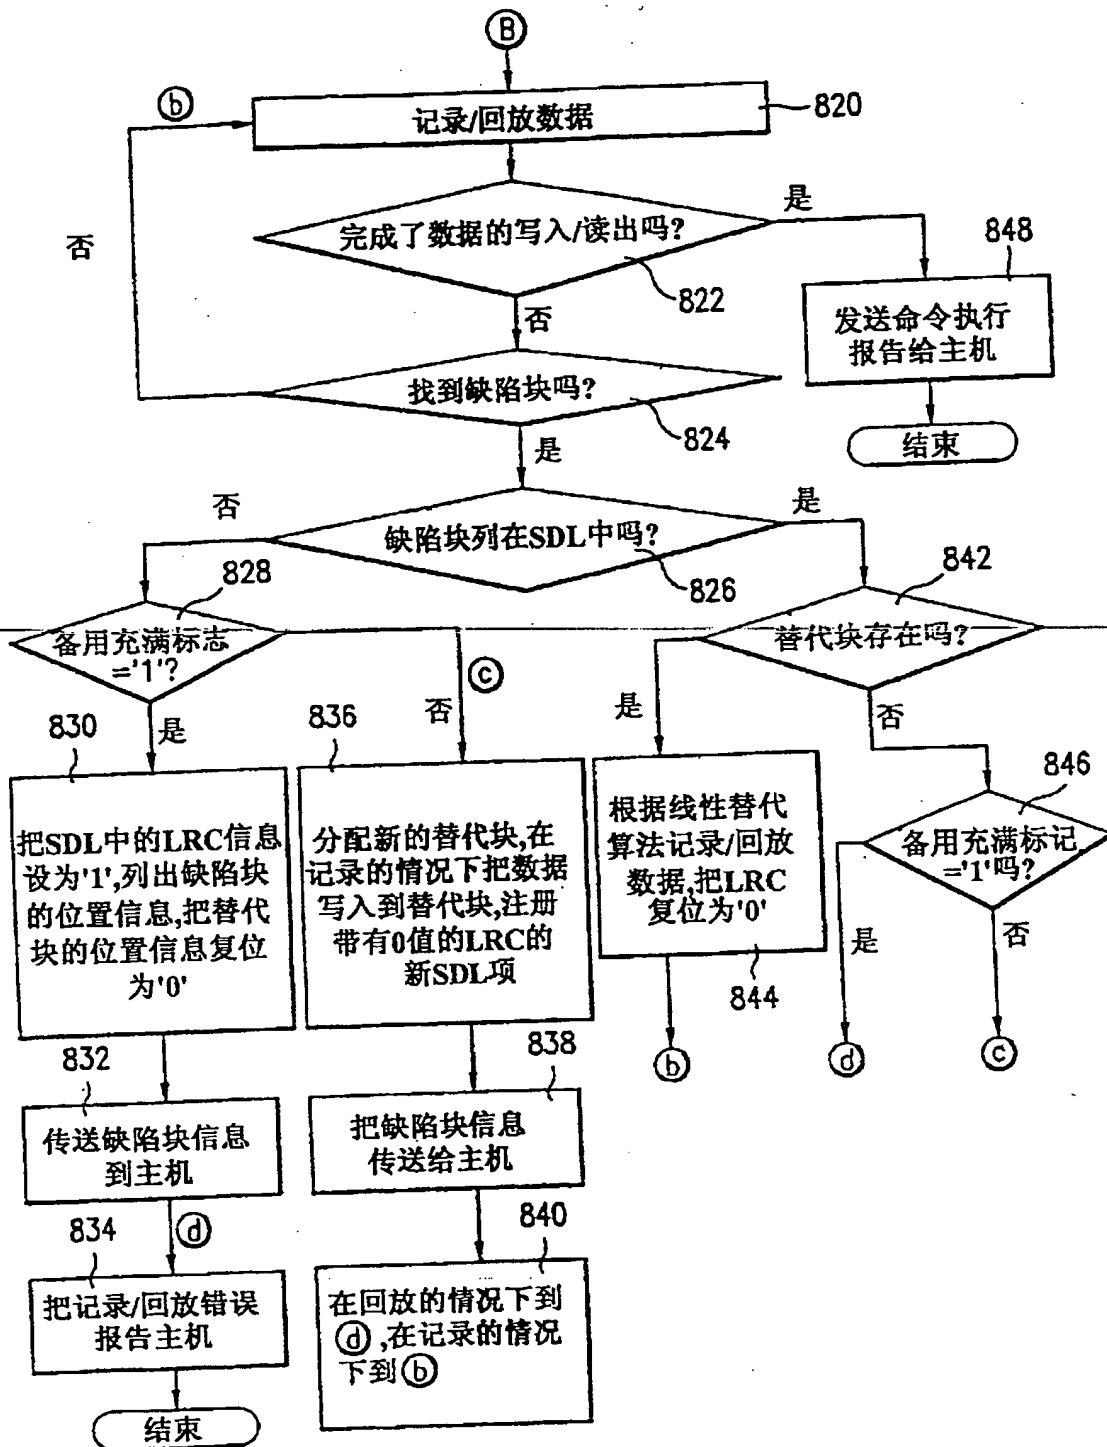 B
b
记录/回放数据
820
完成了数据的写入/读出吗?
822
是
否
否
848
发送命令执行
报告给主机
结束
找到缺陷块吗?
824
是
缺陷块列在SDL中吗?
826
否
是
828
备用充满标志
='1'?
842
替代块存在吗?
c
830
是
836
否
是
否
846
备用充满标记
='1'吗?
把SDL中的LRC信息
设为'1',列出缺陷块
的位置信息,把替代
块的位置信息复位
为'0'
分配新的替代块,在
记录的情况下把数据
写入到替代块,注册
带有0值的LRC的
新SDL项
根据线性替代
算法记录/回放
数据,把LRC
复位为'0'
844
是
否
b
d
c
832
传送缺陷块信息
到主机
838
把缺陷块信息
传送给主机
834
d
把记录/回放错误
报告主机
结束
840
在回放的情况下到
d,在记录的情况
下到b